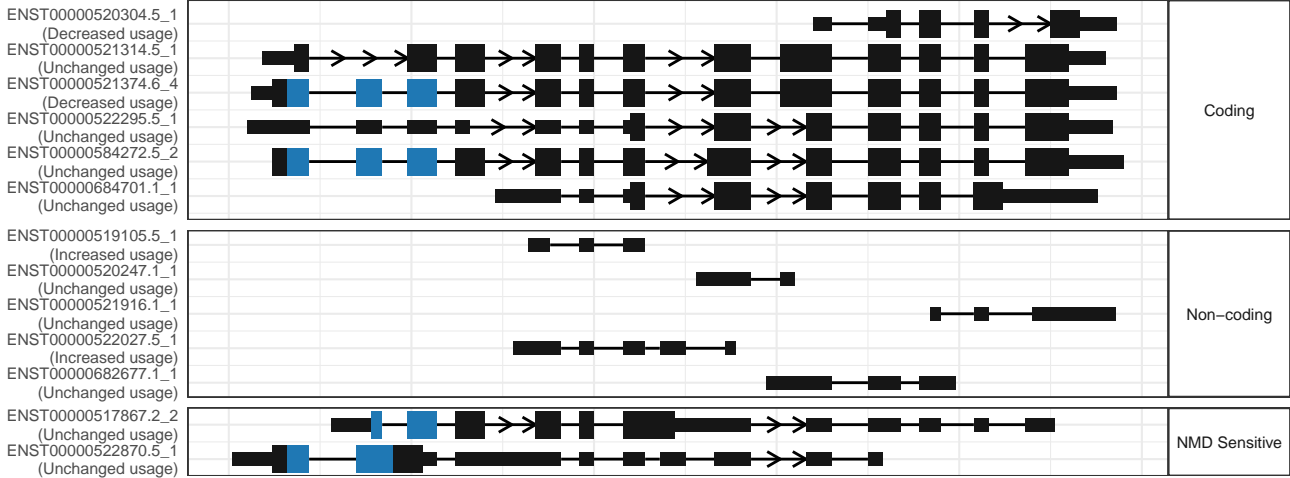 ENST00000520304.5_1
(Decreased usage)
ENST00000521314.5_1
(Unchanged usage)
ENST00000521374.6_4
(Decreased usage)
ENST00000522295.5_1
(Unchanged usage)
ENST00000584272.5_2
(Unchanged usage)
ENST00000684701.1_1
(Unchanged usage)
Coding
ENST00000519105.5_1
(Increased usage)
ENST00000520247.1_1
(Unchanged usage)
ENST00000521916.1_1
(Unchanged usage)
ENST00000522027.5_1
(Increased usage)
ENST00000682677.1_1
(Unchanged usage)
Non−coding
ENST00000517867.2_2
(Unchanged usage)
ENST00000522870.5_1
(Unchanged usage)
NMD Sensitive